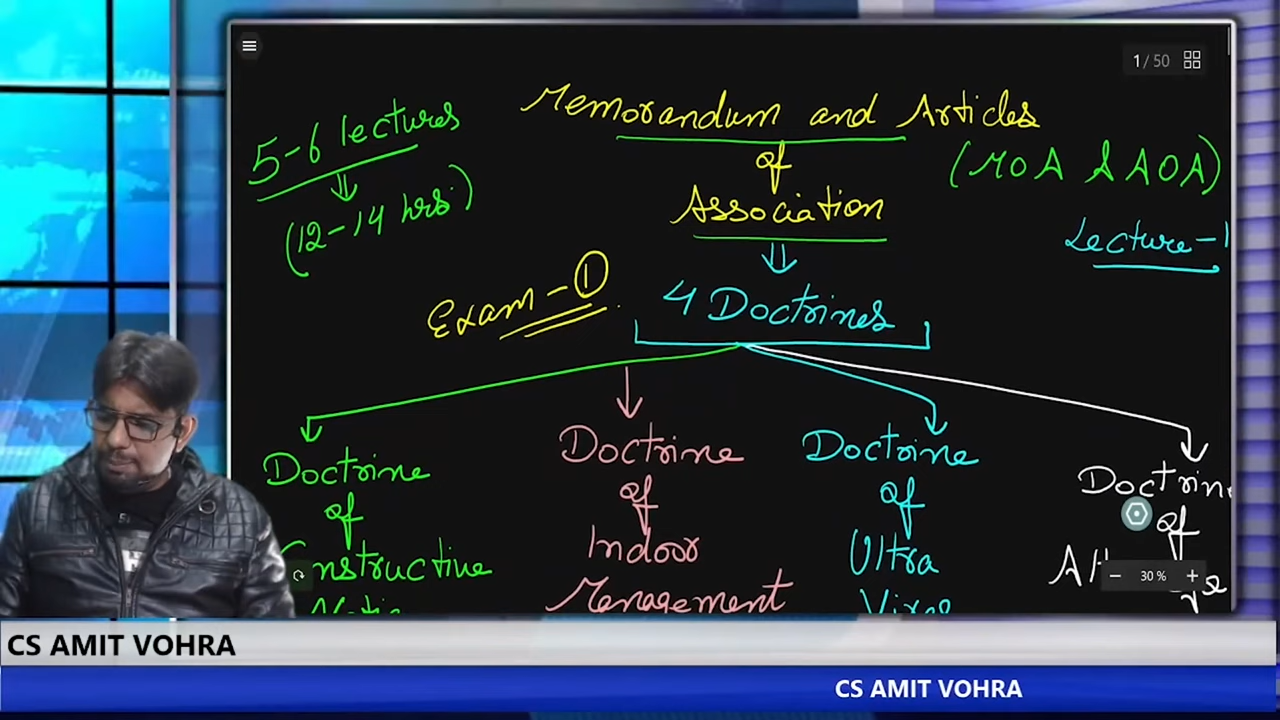 1 / 50
Memorandum and Articles
of
Association
(MOA & AOA)
Lecture-1
5-6 lectures
(12-14 hrs.)
Exam-1
4 Doctrines
Doctrine
of
Constructive
Doctrine
of
Indoor
Management
Doctrine
of
Ultra
Vires
Doctrine
of
30 %
CS AMIT VOHRA
CS AMIT VOHRA